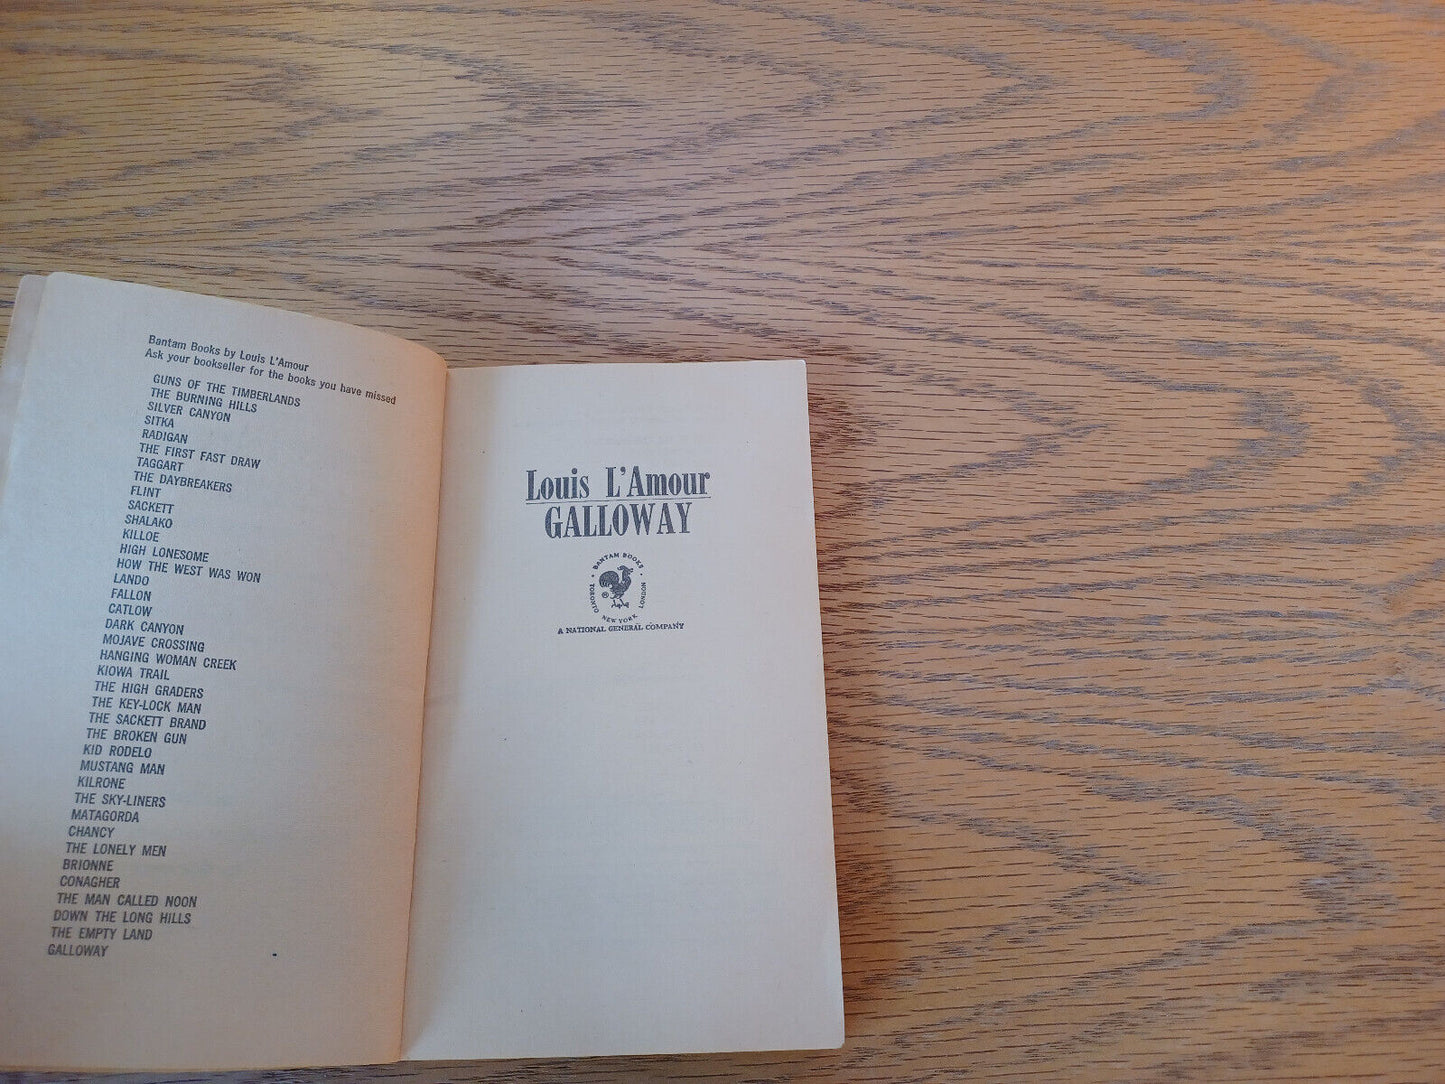 Bantam Books by Louis L'Amour
Ask your bookseller for the books you have missed
GUNS OF THE TIMBERLANDS
THE BURNING HILLS
SILVER CANYON
SITKA
RADIGAN
THE FIRST FAST DRAW
TAGGART
THE DAYBREAKERS
FLINT
SACKETT
SHALAKO
KILLOE
HIGH LONESOME
HOW THE WEST WAS WON
LANDO
FALLON
CATLOW
DARK CANYON
MOJAVE CROSSING
HANGING WOMAN CREEK
KIOWA TRAIL
THE HIGH GRADERS
THE KEY-LOCK MAN
THE SACKETT BRAND
THE BROKEN GUN
KID RODELO
MUSTANG MAN
KILRONE
THE SKY-LINERS
MATAGORDA
CHANCY
THE LONELY MEN
BRIONNE
CONAGHER
THE MAN CALLED NOON
DOWN THE LONG HILLS
THE EMPTY LAND
GALLOWAY
Louis L'Amour
GALLOWAY
BANTAM BOOKS
TORONTO
®
LONDON
NEW YORK
A NATIONAL GENERAL COMPANY